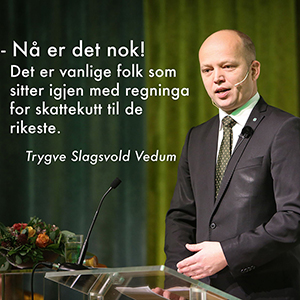 - Nå er det nok!
Det er vanlige folk som
sitter igjen med regninga
for skattekutt til de
rikeste.
Trygve Slagsvold Vedum